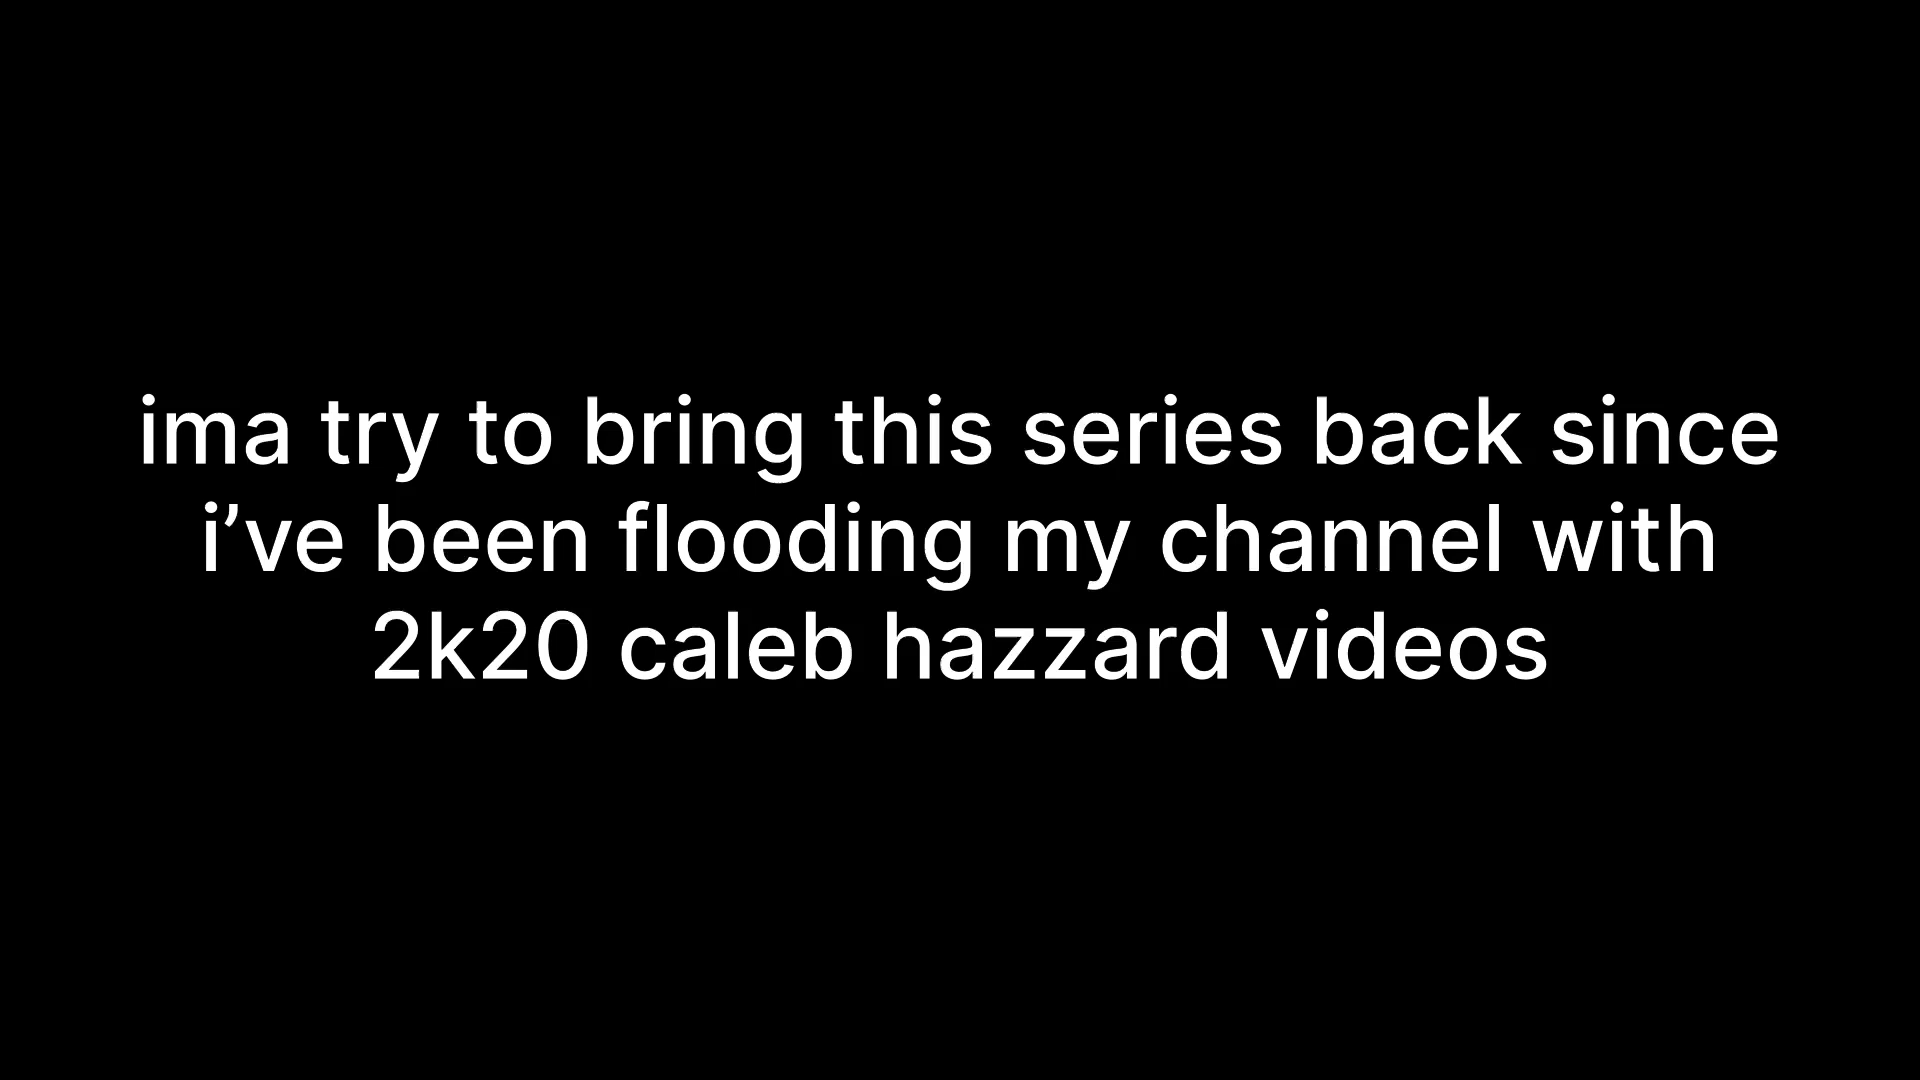 ima try to bring this series back since
i’ve been flooding my channel with
2k20 caleb hazzard videos